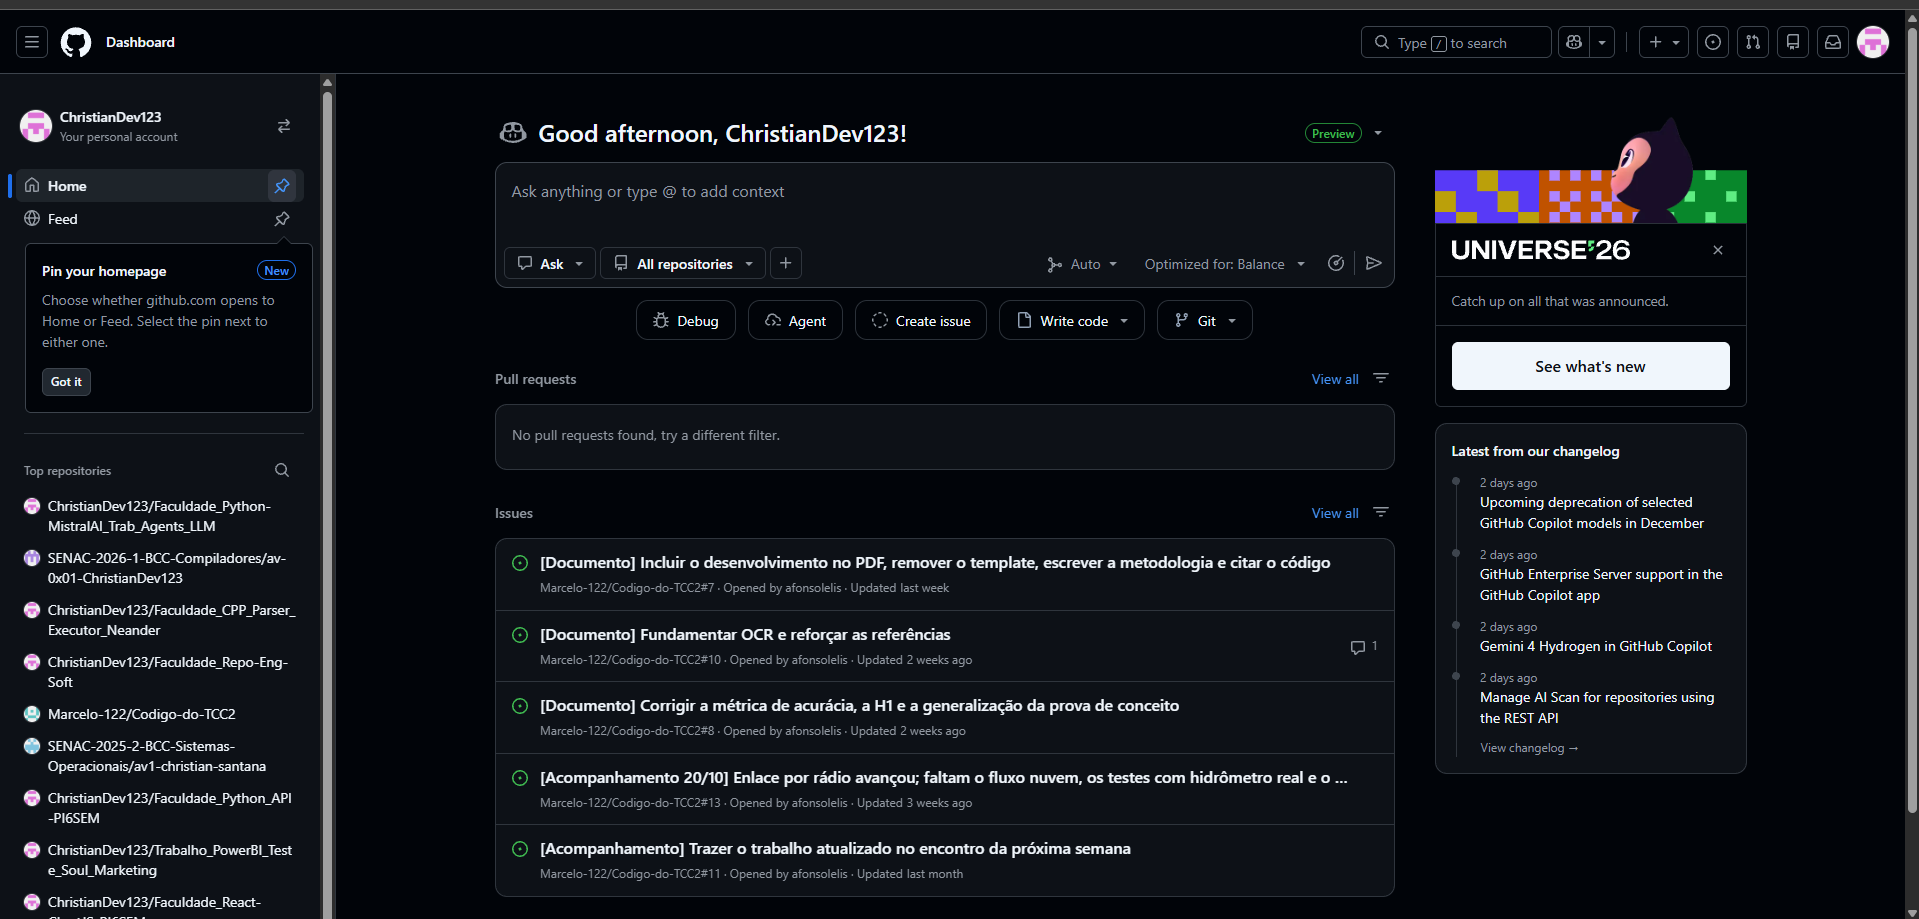 Dashboard
Type / to search
ChristianDev123
Your personal account
Home
Feed
Pin your homepage
New
Choose whether github.com opens to
Home or Feed. Select the pin next to
either one.
Got it
Top repositories
ChristianDev123/Faculdade_Python-
MistralAI_Trab_Agents_LLM
SENAC-2026-1-BCC-Compiladores/av-
0x01-ChristianDev123
ChristianDev123/Faculdade_CPP_Parser_
Executor_Neander
ChristianDev123/Faculdade_Repo-Eng-
Soft
Marcelo-122/Codigo-do-TCC2
SENAC-2025-2-BCC-Sistemas-
Operacionais/av1-christian-santana
ChristianDev123/Faculdade_Python_API
-PI6SEM
ChristianDev123/Trabalho_PowerBI_Test
e_Soul_Marketing
ChristianDev123/Faculdade_React-
Good afternoon, ChristianDev123!
Preview
Ask anything or type @ to add context
Ask
All repositories
Auto
Optimized for: Balance
Debug
Agent
Create issue
Write code
Git
Pull requests
View all
No pull requests found, try a different filter.
Issues
View all
[Documento] Incluir o desenvolvimento no PDF, remover o template, escrever a metodologia e citar o código
Marcelo-122/Codigo-do-TCC2#7 · Opened by afonsolelis · Updated last week
[Documento] Fundamentar OCR e reforçar as referências
1
Marcelo-122/Codigo-do-TCC2#10 · Opened by afonsolelis · Updated 2 weeks ago
[Documento] Corrigir a métrica de acurácia, a H1 e a generalização da prova de conceito
Marcelo-122/Codigo-do-TCC2#8 · Opened by afonsolelis · Updated 2 weeks ago
[Acompanhamento 20/10] Enlace por rádio avançou; faltam o fluxo nuvem, os testes com hidrômetro real e o ...
Marcelo-122/Codigo-do-TCC2#13 · Opened by afonsolelis · Updated 3 weeks ago
[Acompanhamento] Trazer o trabalho atualizado no encontro da próxima semana
Marcelo-122/Codigo-do-TCC2#11 · Opened by afonsolelis · Updated last month
UNIVERSE'26
Catch up on all that was announced.
See what's new
Latest from our changelog
2 days ago
Upcoming deprecation of selected
GitHub Copilot models in December
2 days ago
GitHub Enterprise Server support in the
GitHub Copilot app
2 days ago
Gemini 4 Hydrogen in GitHub Copilot
2 days ago
Manage AI Scan for repositories using
the REST API
View changelog →